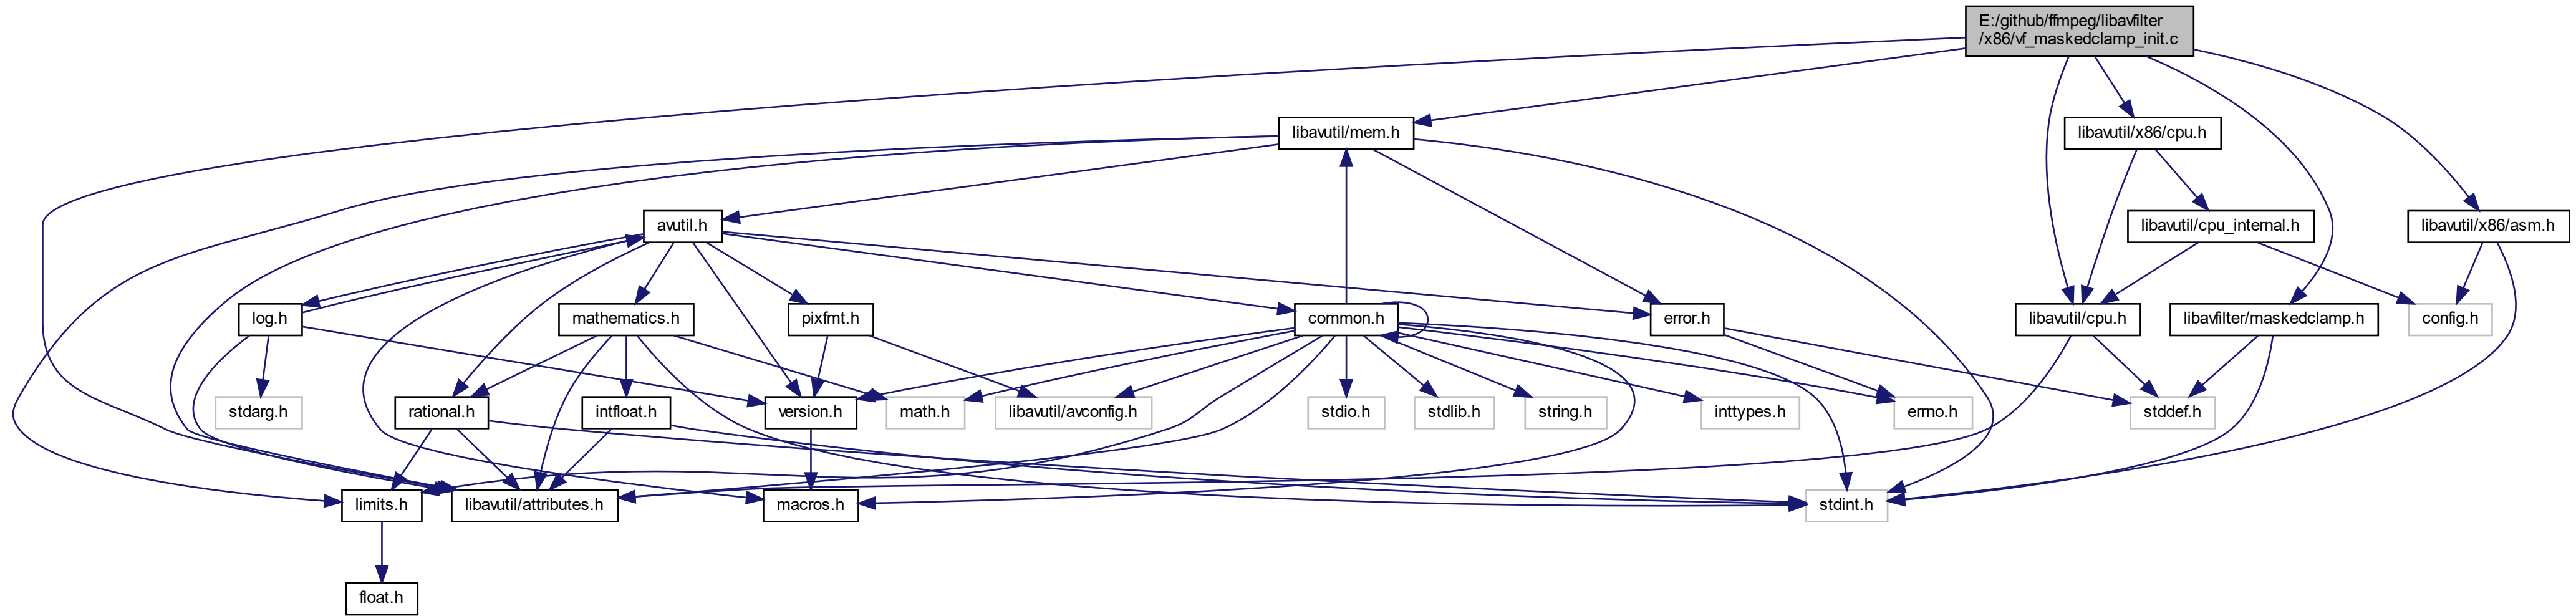 E:/github/ffmpeg/libavfilter
/x86/vf_maskedclamp_init.c
libavutil/mem.h
libavutil/x86/cpu.h
avutil.h
libavutil/cpu_internal.h
libavutil/x86/asm.h
log.h
mathematics.h
pixfmt.h
common.h
error.h
libavutil/cpu.h
libavfilter/maskedclamp.h
config.h
stdarg.h
rational.h
intfloat.h
version.h
math.h
libavutil/avconfig.h
stdio.h
stdlib.h
string.h
inttypes.h
errno.h
stddef.h
limits.h
libavutil/attributes.h
macros.h
stdint.h
float.h